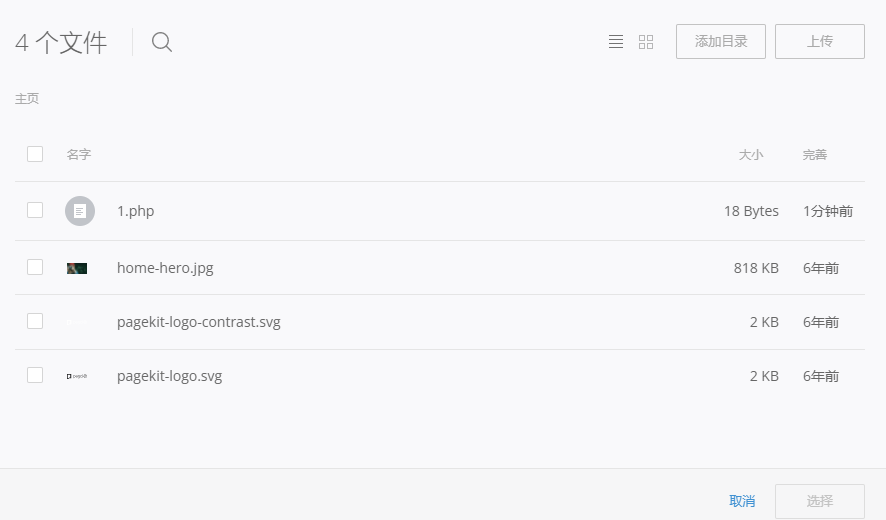 4 个文件
添加目录
上传
主页
名字 大小 完善
1.php 18 Bytes 1分钟前
home-hero.jpg 818 KB 6年前
pagekit-logo-contrast.svg 2 KB 6年前
pagekit-logo.svg 2 KB 6年前
取消 选择